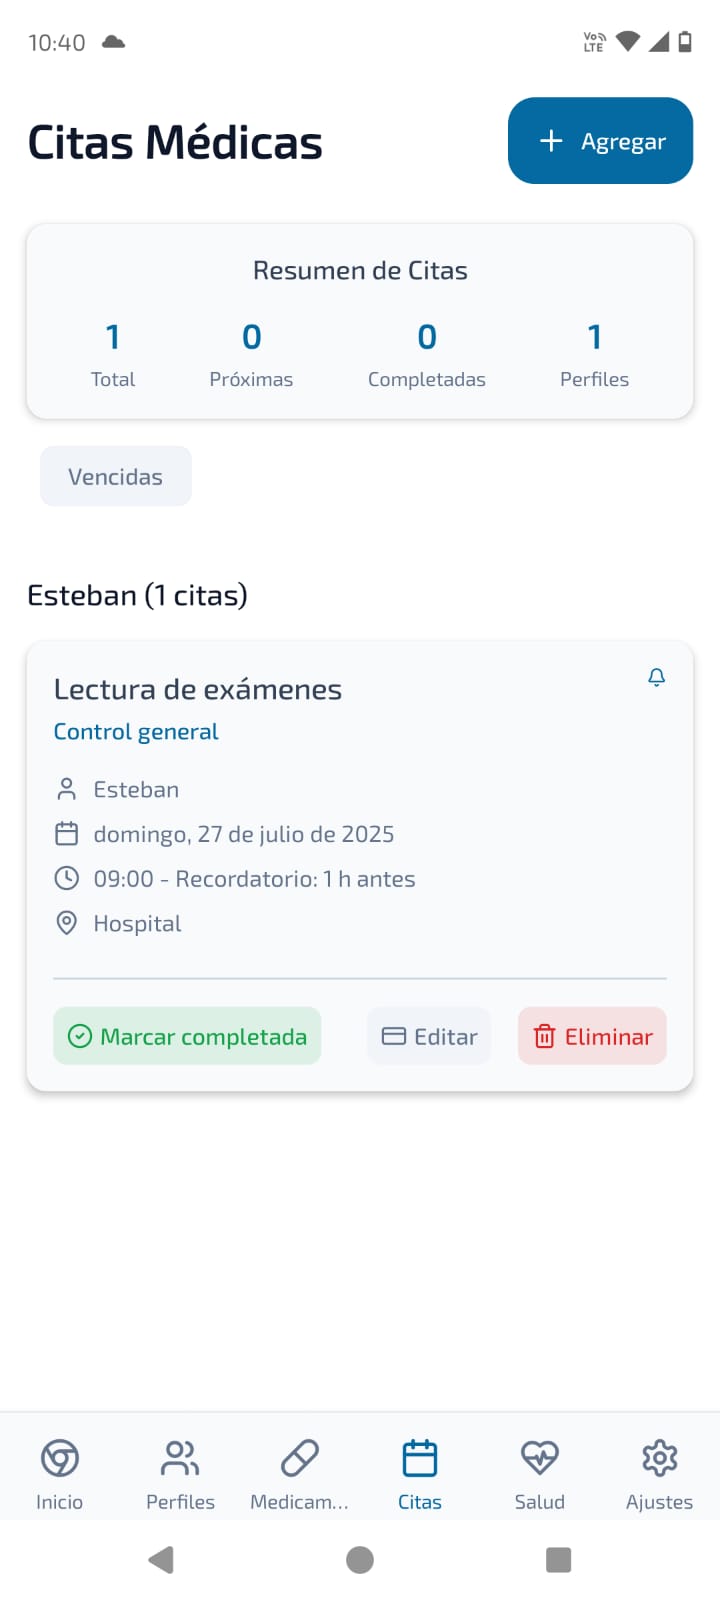 10:40
Vo LTE
Citas Médicas
+ Agregar
Resumen de Citas
1 0 0 1
Total Próximas Completadas Perfiles
Vencidas
Esteban (1 citas)
Lectura de exámenes
Control general
Esteban
domingo, 27 de julio de 2025
09:00 - Recordatorio: 1 h antes
Hospital
Marcar completada Editar Eliminar
Inicio Perfiles Medicam... Citas Salud Ajustes